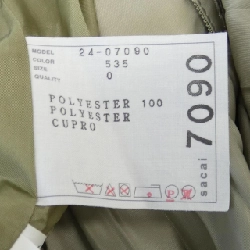 MODEL 24-07090
COLOR 535
SIZE 0
QUALITY
POLYESTER 100
POLYESTER
CUPRO
sacai 7090